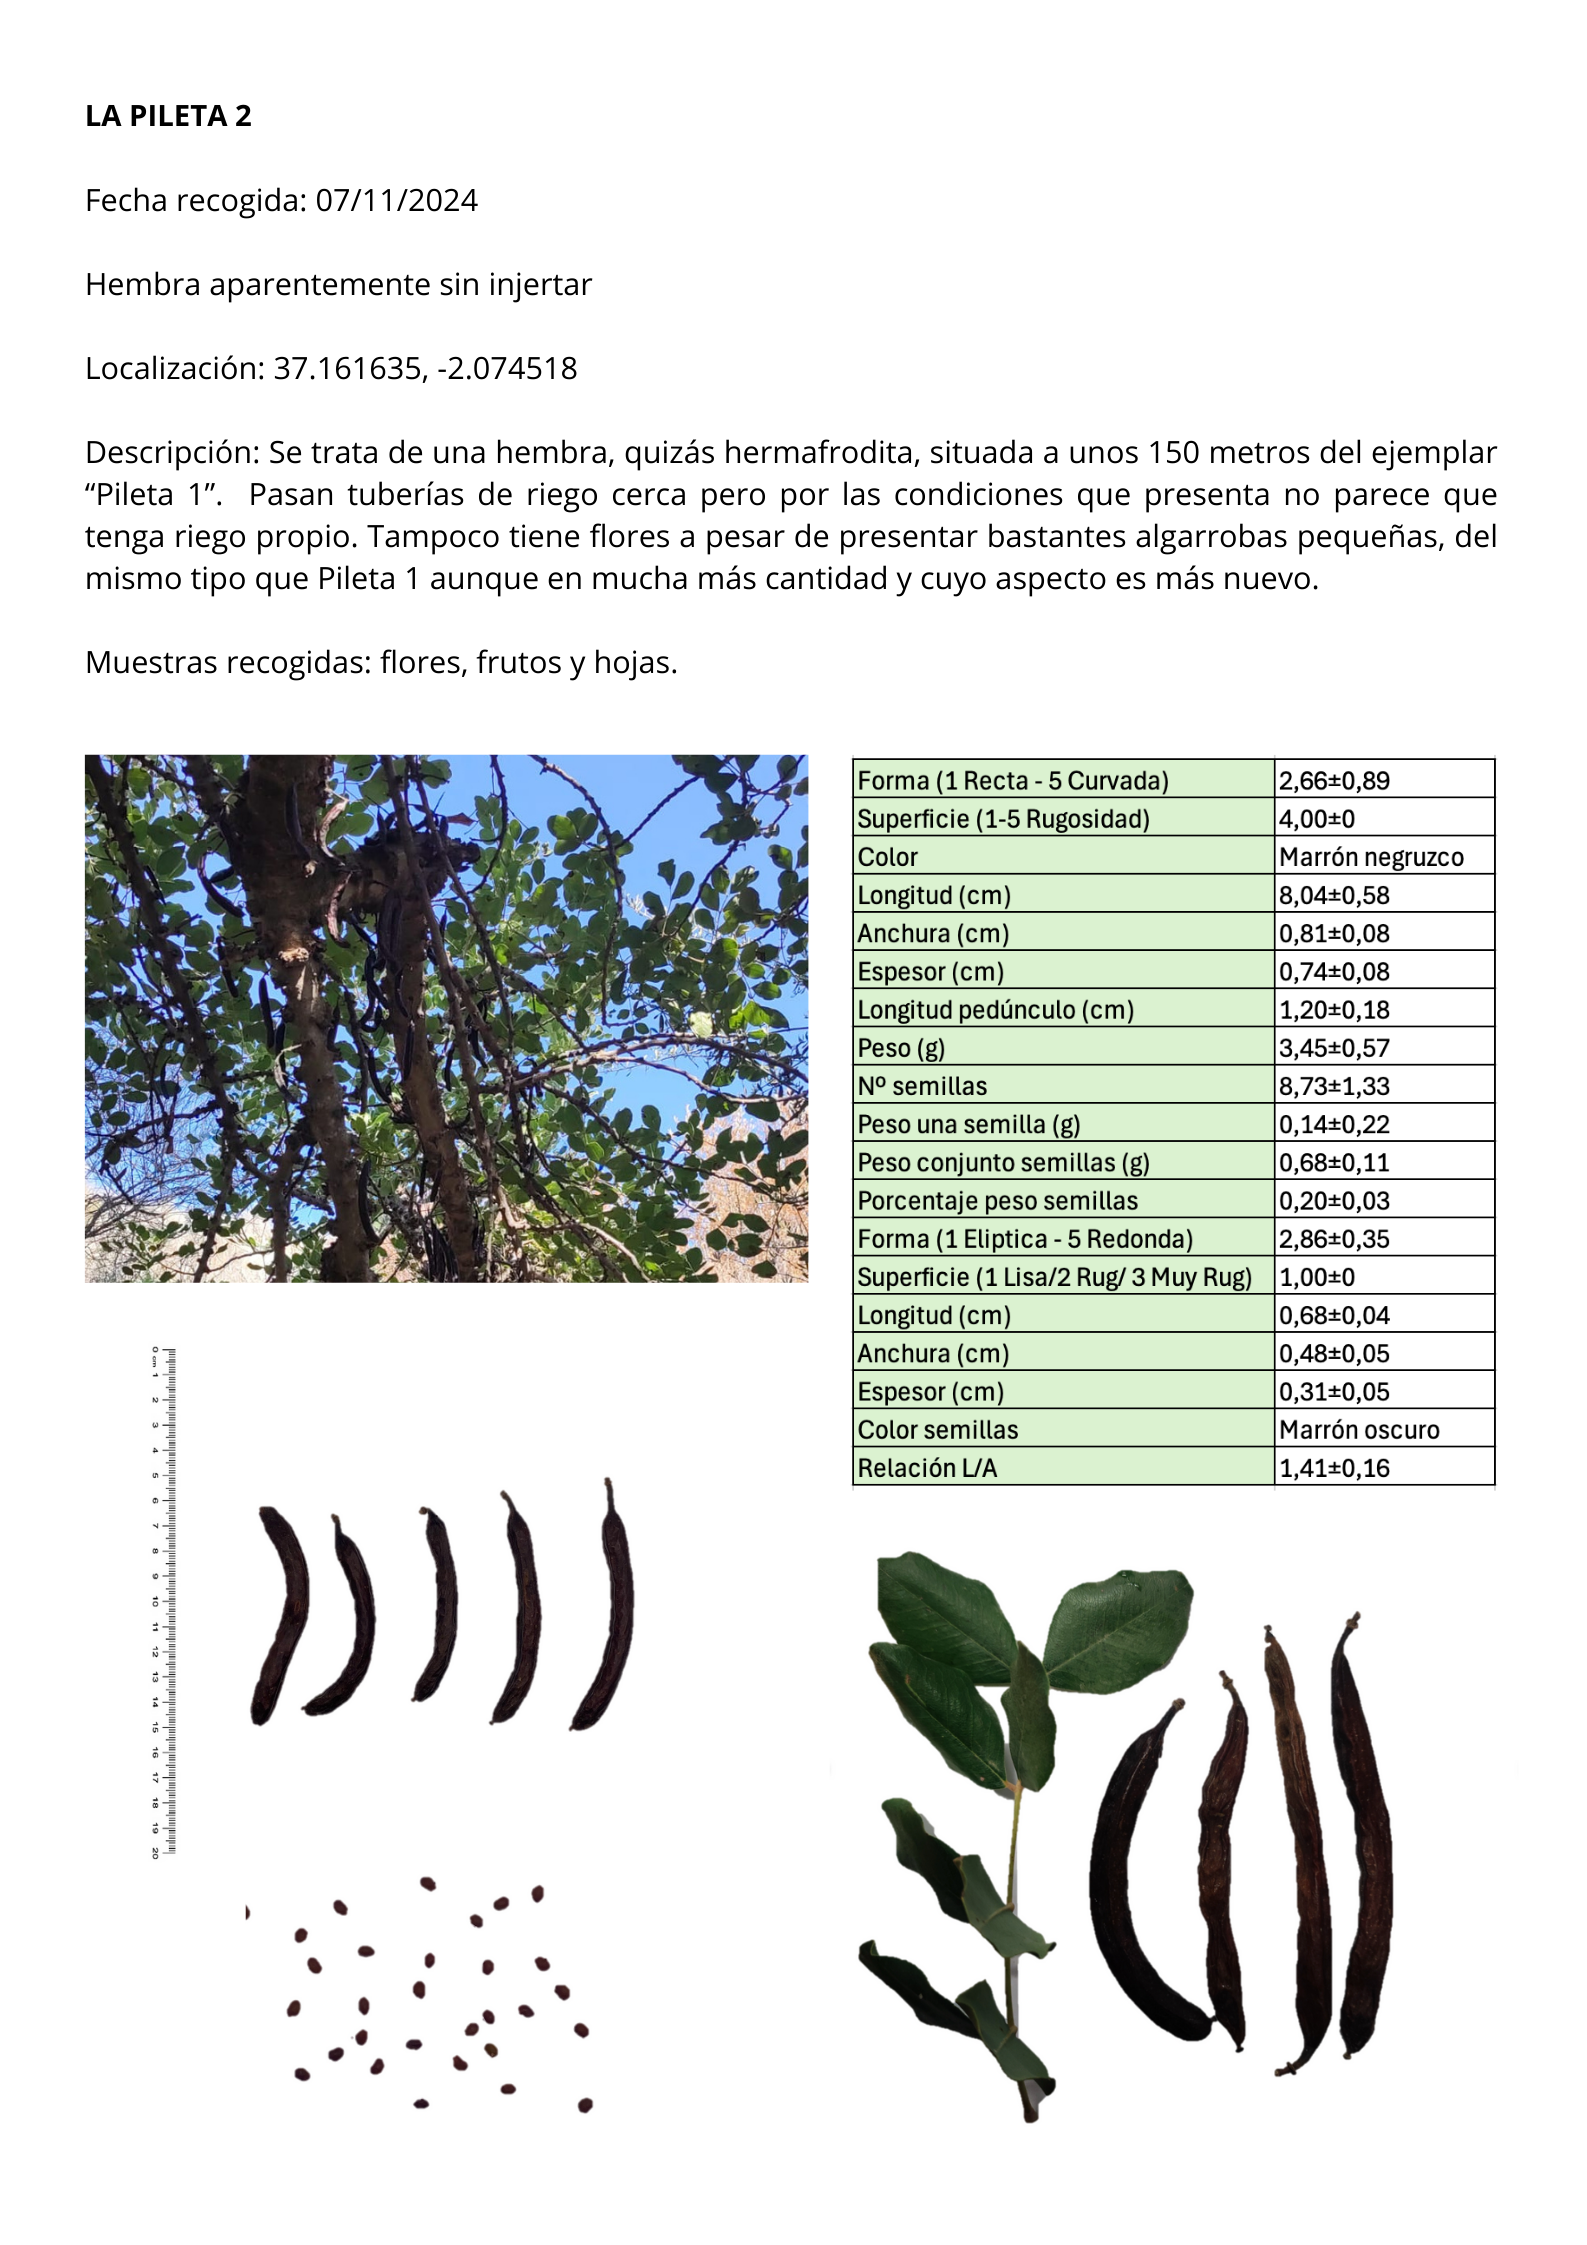 LA PILETA 2
Fecha recogida: 07/11/2024
Hembra aparentemente sin injertar
Localización: 37.161635, -2.074518
Descripción: Se trata de una hembra, quizás hermafrodita, situada a unos 150 metros del ejemplar
“Pileta 1”. Pasan tuberías de riego cerca pero por las condiciones que presenta no parece que
tenga riego propio. Tampoco tiene flores a pesar de presentar bastantes algarrobas pequeñas, del
mismo tipo que Pileta 1 aunque en mucha más cantidad y cuyo aspecto es más nuevo.
Muestras recogidas: flores, frutos y hojas.
Forma (1 Recta - 5 Curvada) 2,66±0,89
Superficie (1-5 Rugosidad) 4,00±0
Color Marrón negruzco
Longitud (cm) 8,04±0,58
Anchura (cm) 0,81±0,08
Espesor (cm) 0,74±0,08
Longitud pedúnculo (cm) 1,20±0,18
Peso (g) 3,45±0,57
Nº semillas 8,73±1,33
Peso una semilla (g) 0,14±0,22
Peso conjunto semillas (g) 0,68±0,11
Porcentaje peso semillas 0,20±0,03
Forma (1 Eliptica - 5 Redonda) 2,86±0,35
Superficie (1 Lisa/2 Rug/ 3 Muy Rug) 1,00±0
Longitud (cm) 0,68±0,04
Anchura (cm) 0,48±0,05
Espesor (cm) 0,31±0,05
Color semillas Marrón oscuro
Relación L/A 1,41±0,16
0 cm 1 2 3 4 5 6 7 8 9 10 11 12 13 14 15 16 17 18 19 20